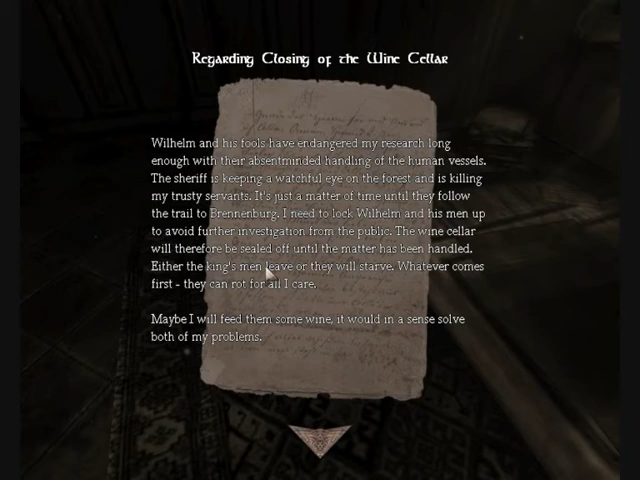 Regarding Closing of the Wine Cellar
Wilhelm and his fools have endangered my research long
enough with their absentminded handling of the human vessels.
The sheriff is keeping a watchful eye on the forest and is killing
my trusty servants. It's just a matter of time until they follow
the trail to Brennenburg. I need to lock Wilhelm and his men up
to avoid further investigation from the public. The wine cellar
will therefore be sealed off until the matter has been handled.
Either the king's men leave or they will starve. Whatever comes
first - they can rot for all I care.
Maybe I will feed them some wine, it would in a sense solve
both of my problems.